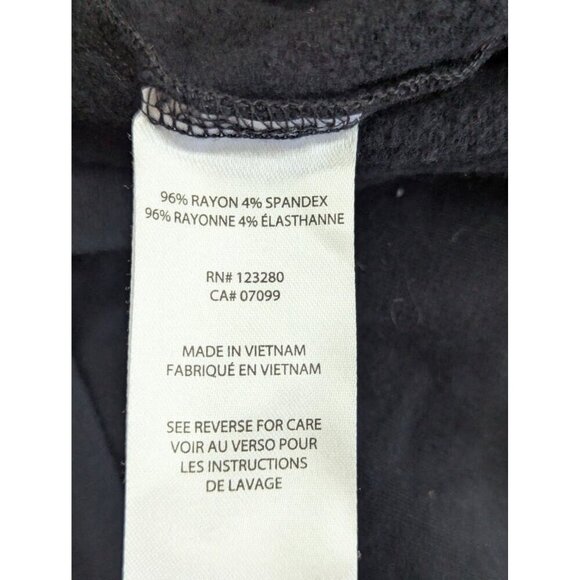 96% RAYON 4% SPANDEX
96% RAYONNE 4% ÉLASTHANNE
RN# 123280
CA# 07099
MADE IN VIETNAM
FABRIQUÉ EN VIETNAM
SEE REVERSE FOR CARE
VOIR AU VERSO POUR
LES INSTRUCTIONS
DE LAVAGE